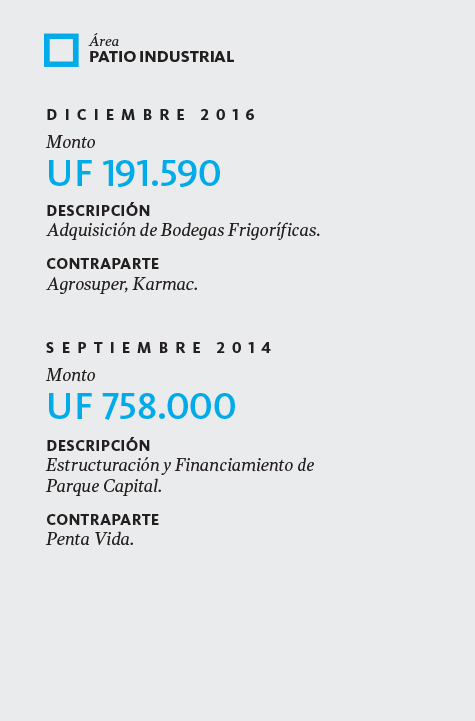 Área
PATIO INDUSTRIAL
DICIEMBRE 2016
Monto
UF 191.590
DESCRIPCIÓN
Adquisición de Bodegas Frigoríficas.
CONTRAPARTE
Agrosuper, Karmac.
SEPTIEMBRE 2014
Monto
UF 758.000
DESCRIPCIÓN
Estructuración y Financiamiento de
Parque Capital.
CONTRAPARTE
Penta Vida.